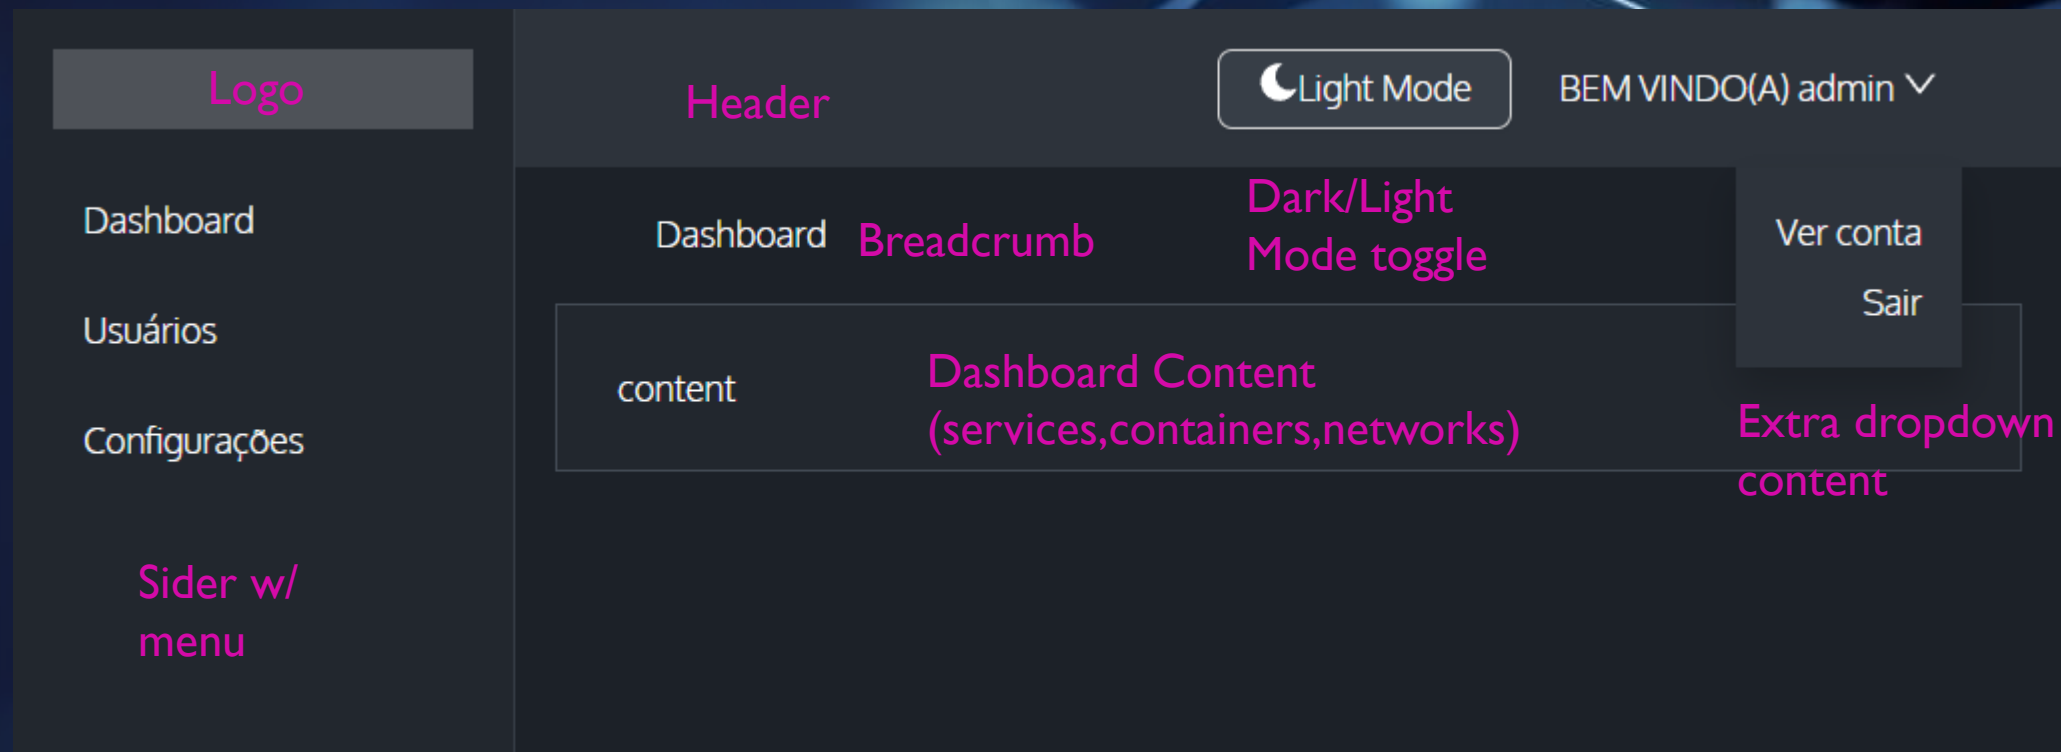 Logo
Header
Light Mode
BEM VINDO(A) admin
Dashboard
Usuários
Configurações
Sider w/
menu
Dashboard
Breadcrumb
Dark/Light
Mode toggle
Ver conta
Sair
content
Dashboard Content
(services,containers,networks)
Extra dropdown
content